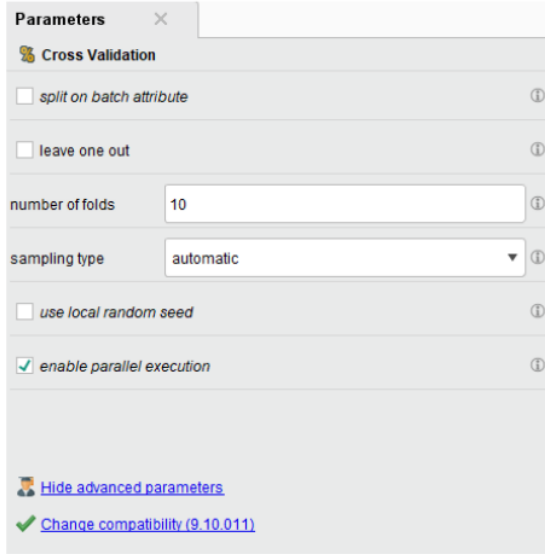 Parameters
Cross Validation
split on batch attribute
leave one out
number of folds 10
sampling type automatic
use local random seed
enable parallel execution
Hide advanced parameters
Change compatibility (9.10.011)